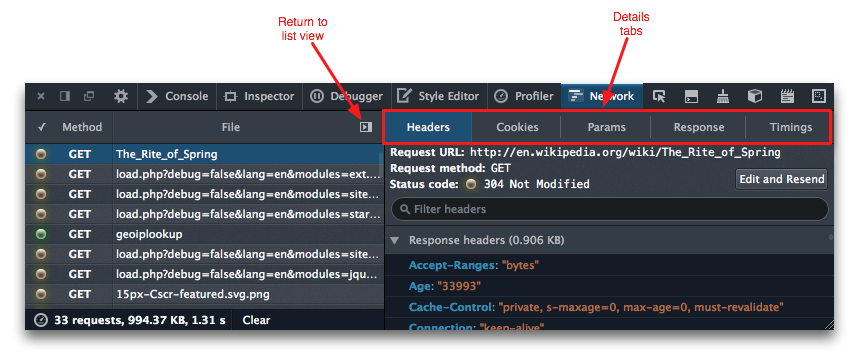 Return to
list view
Details
tabs
Console Inspector Debugger Style Editor Profiler Network
✓ Method File
Headers Cookies Params Response Timings
GET The_Rite_of_Spring
GET load.php?debug=false&lang=en&modules=ext....
GET load.php?debug=false&lang=en&modules=site...
GET load.php?debug=false&lang=en&modules=star...
GET geoiplookup
GET load.php?debug=false&lang=en&modules=site...
GET load.php?debug=false&lang=en&modules=jqu...
GET 15px-Cscr-featured.svg.png
33 requests, 994.37 KB, 1.31 s Clear
Request URL: http://en.wikipedia.org/wiki/The_Rite_of_Spring
Request method: GET
Status code: 304 Not Modified
Edit and Resend
Filter headers
Response headers (0.906 KB)
Accept-Ranges: "bytes"
Age: "33993"
Cache-Control: "private, s-maxage=0, max-age=0, must-revalidate"
Connection: "keep-alive"